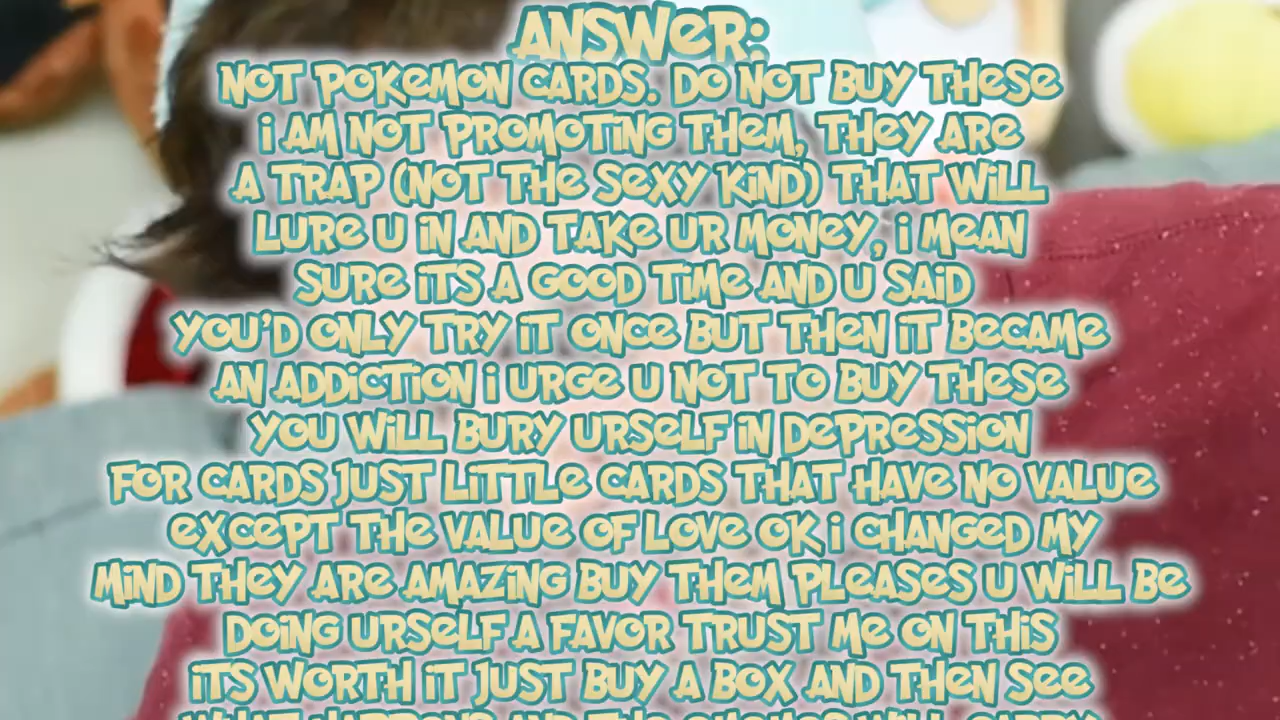 ANSWER:
NOT POKEMON CARDS. DO NOT BUY THESE
i AM NOT PROMOTING THEM, THEY ARE
A TRAP (NOT THE SEXY KIND) THAT WILL
LURE U IN AND TAKE UR MONEY, i MEAN
SURE ITS A GOOD TIME AND U SAID
YOU'D ONLY TRY IT ONCE BUT THEN IT BECAME
AN ADDICTION i URGE U NOT TO BUY THESE
YOU WILL BURY URSELF IN DEPRESSION
FOR CARDS JUST LITTLE CARDS THAT HAVE NO VALUE
EXCEPT THE VALUE OF LOVE OK i CHANGED MY
MIND THEY ARE AMAZING BUY THEM PLEASES U WILL BE
DOING URSELF A FAVOR TRUST ME ON THIS
ITS WORTH IT JUST BUY A BOX AND THEN SEE
WHAT HAPPENS AND THE